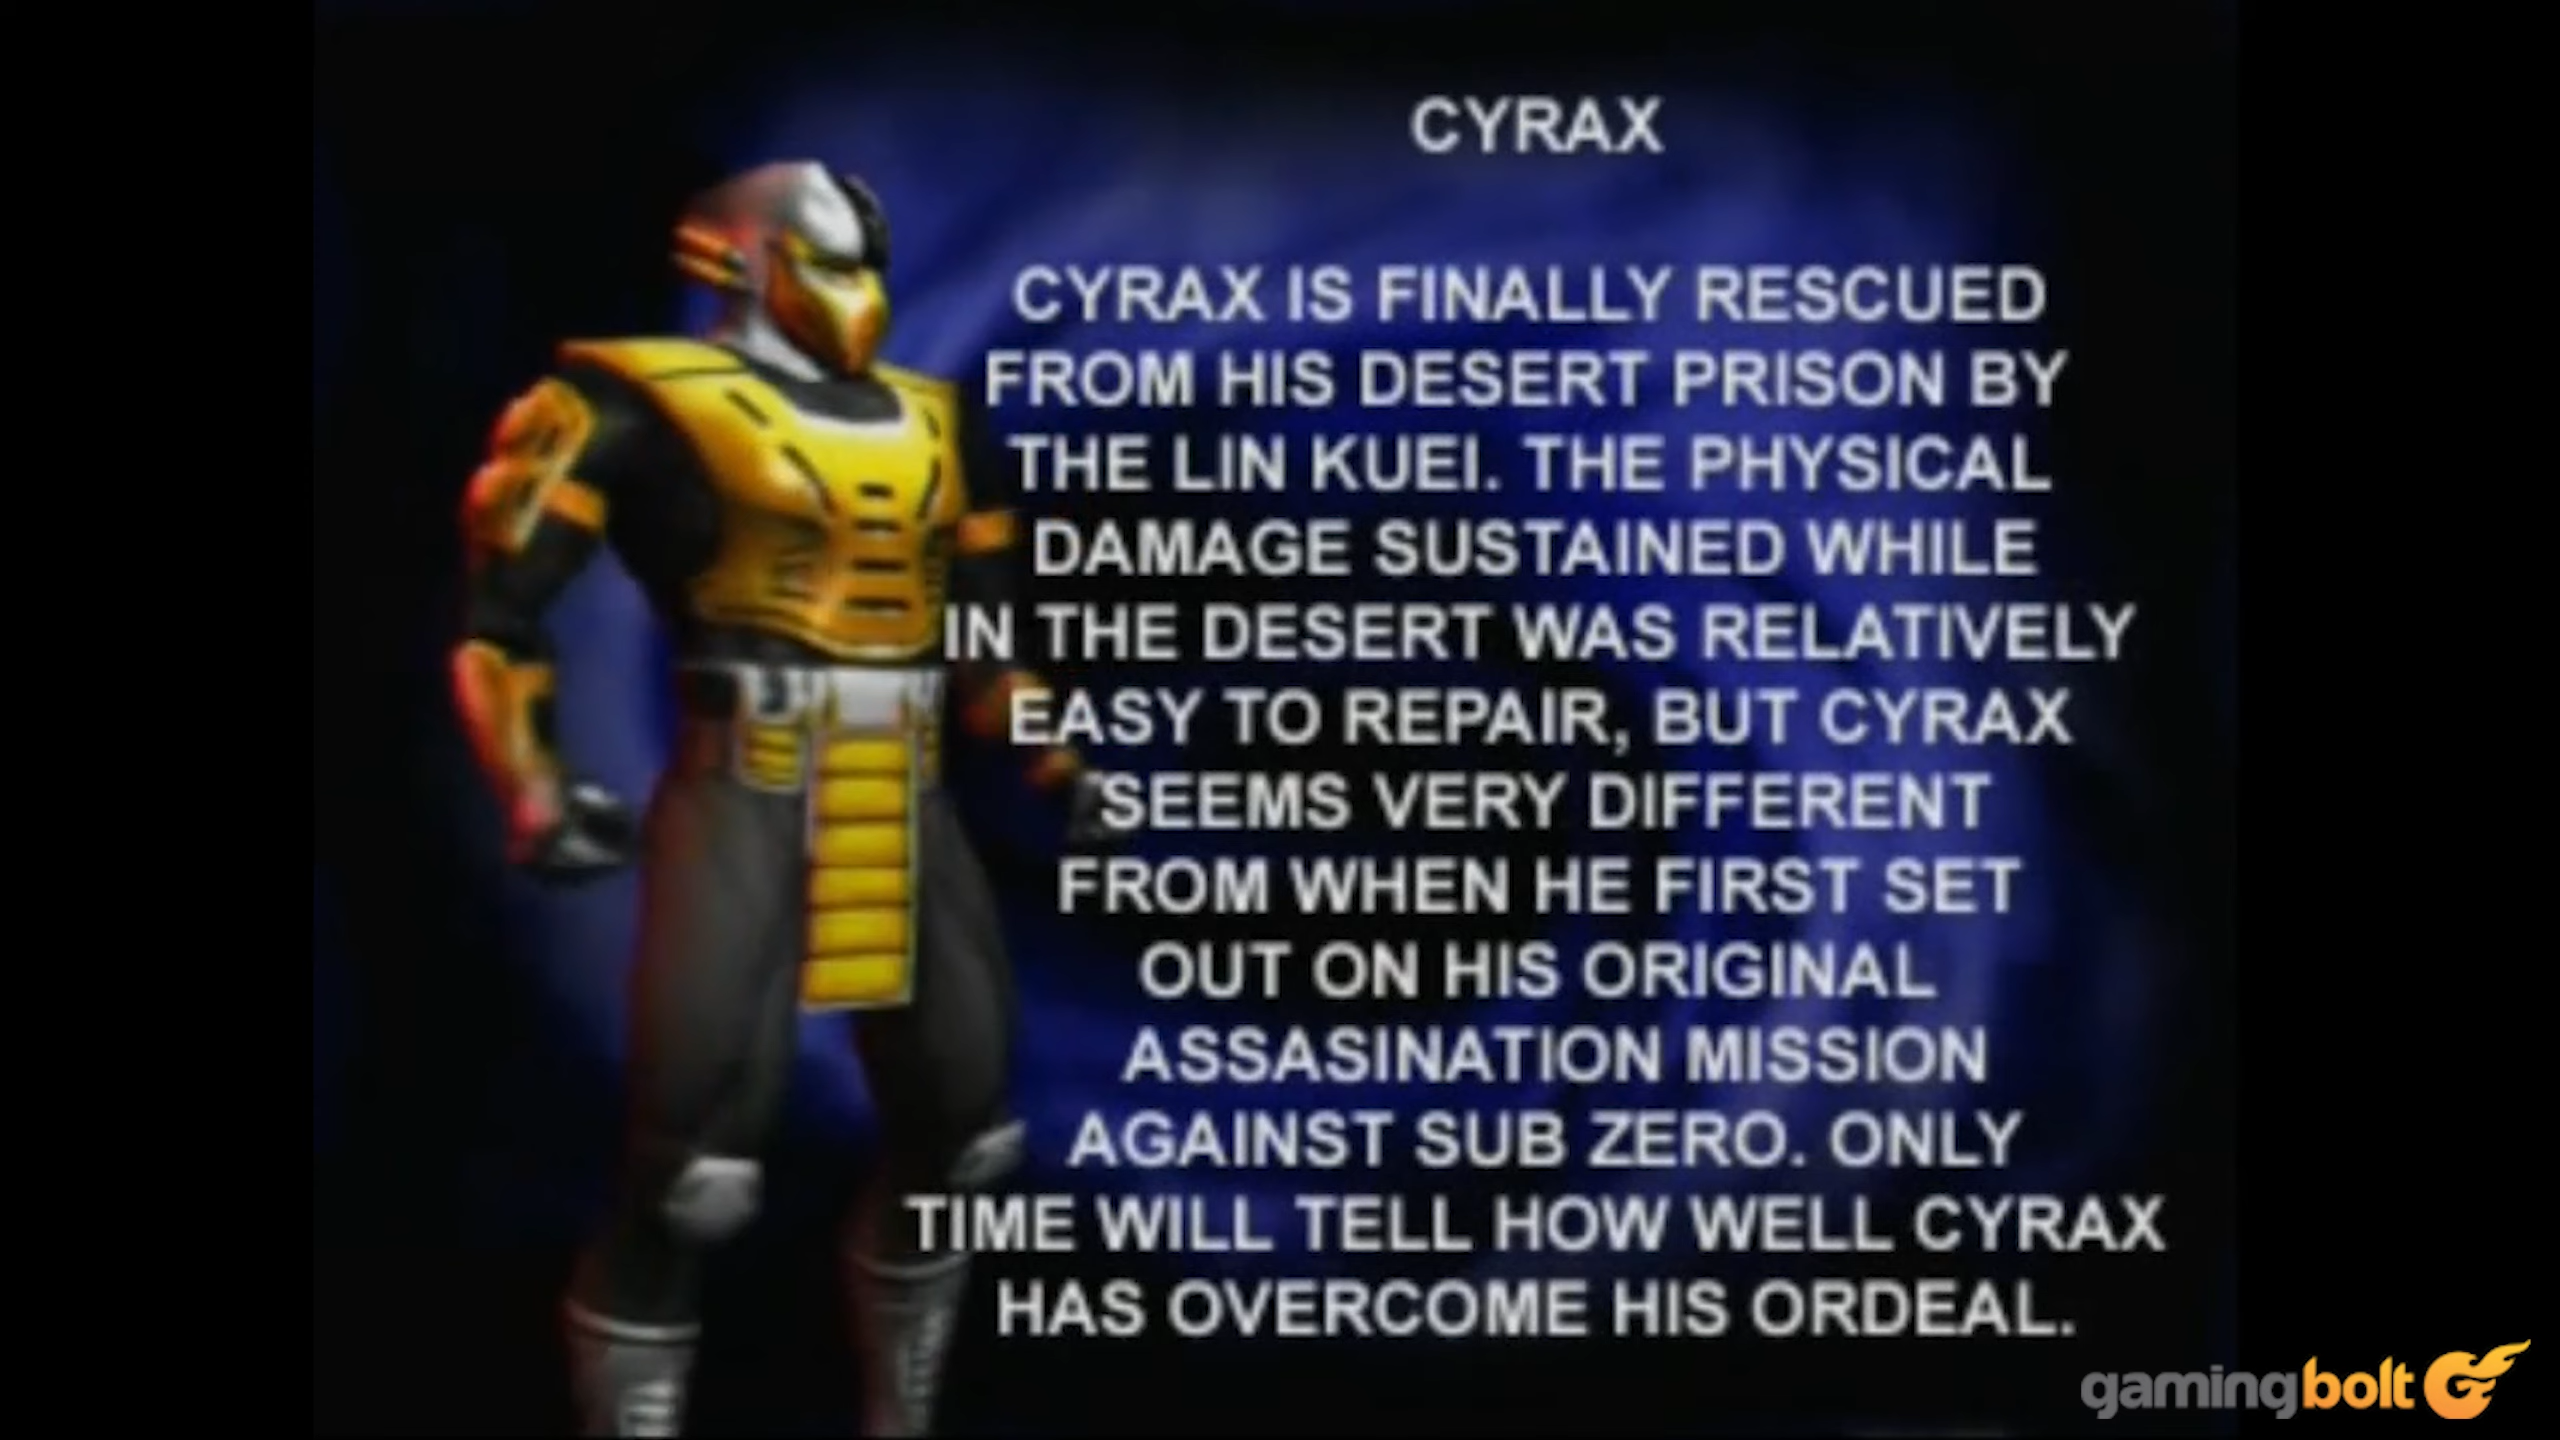 CYRAX
CYRAX IS FINALLY RESCUED
FROM HIS DESERT PRISON BY
THE LIN KUEI. THE PHYSICAL
DAMAGE SUSTAINED WHILE
IN THE DESERT WAS RELATIVELY
EASY TO REPAIR, BUT CYRAX
SEEMS VERY DIFFERENT
FROM WHEN HE FIRST SET
OUT ON HIS ORIGINAL
ASSASINATION MISSION
AGAINST SUB ZERO. ONLY
TIME WILL TELL HOW WELL CYRAX
HAS OVERCOME HIS ORDEAL.
gamingbolt